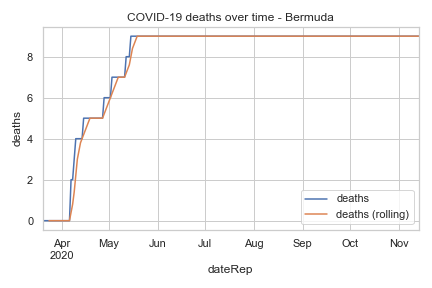 COVID-19 deaths over time - Bermuda
deaths
8
6
4
2
0
deaths
deaths (rolling)
Apr May Jun Jul Aug Sep Oct Nov
2020
dateRep